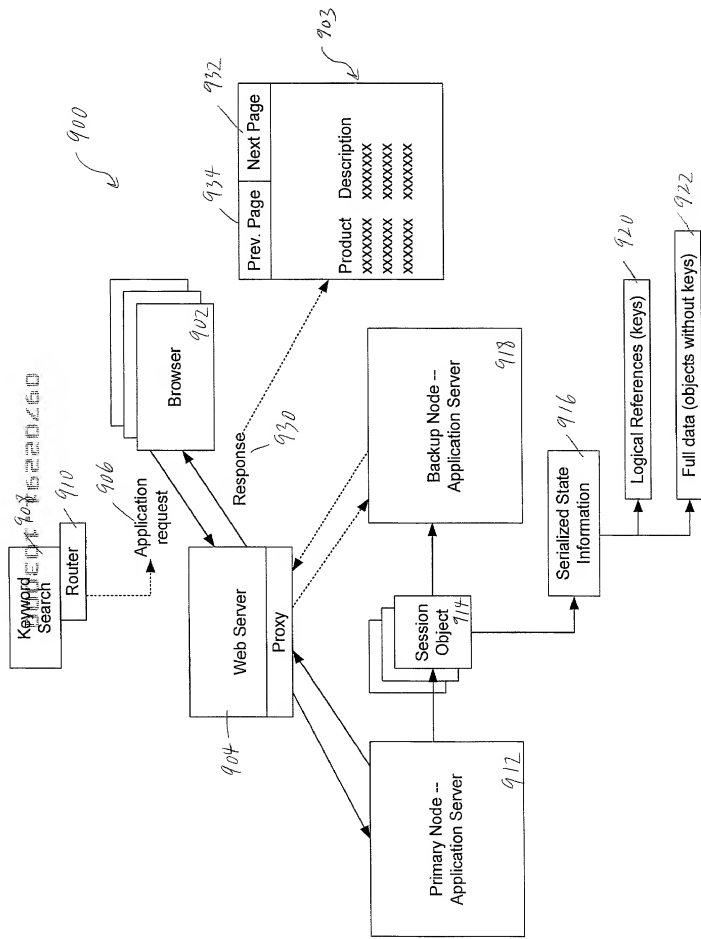 900
Keyword
Search
908
Router
910
906
Application
request
Browser
902
Web Server
Proxy
904
Response
930
934
932
903
Prev. Page
Next Page
Product Description
xxxxxxx xxxxxxx
xxxxxxx xxxxxxx
xxxxxxx xxxxxxx
Primary Node --
Application Server
912
Session
Object
914
Backup Node --
Application Server
918
Serialized State
Information
916
Logical References (keys)
920
Full data (objects without keys)
922